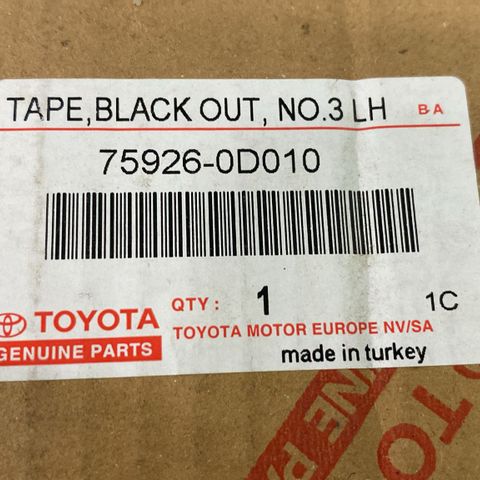 TAPE,BLACK OUT, NO.3 LH B-A
75926-0D010
QTY : 1 1C
TOYOTA
TOYOTA MOTOR EUROPE NV/SA
GENUINE PARTS
made in turkey